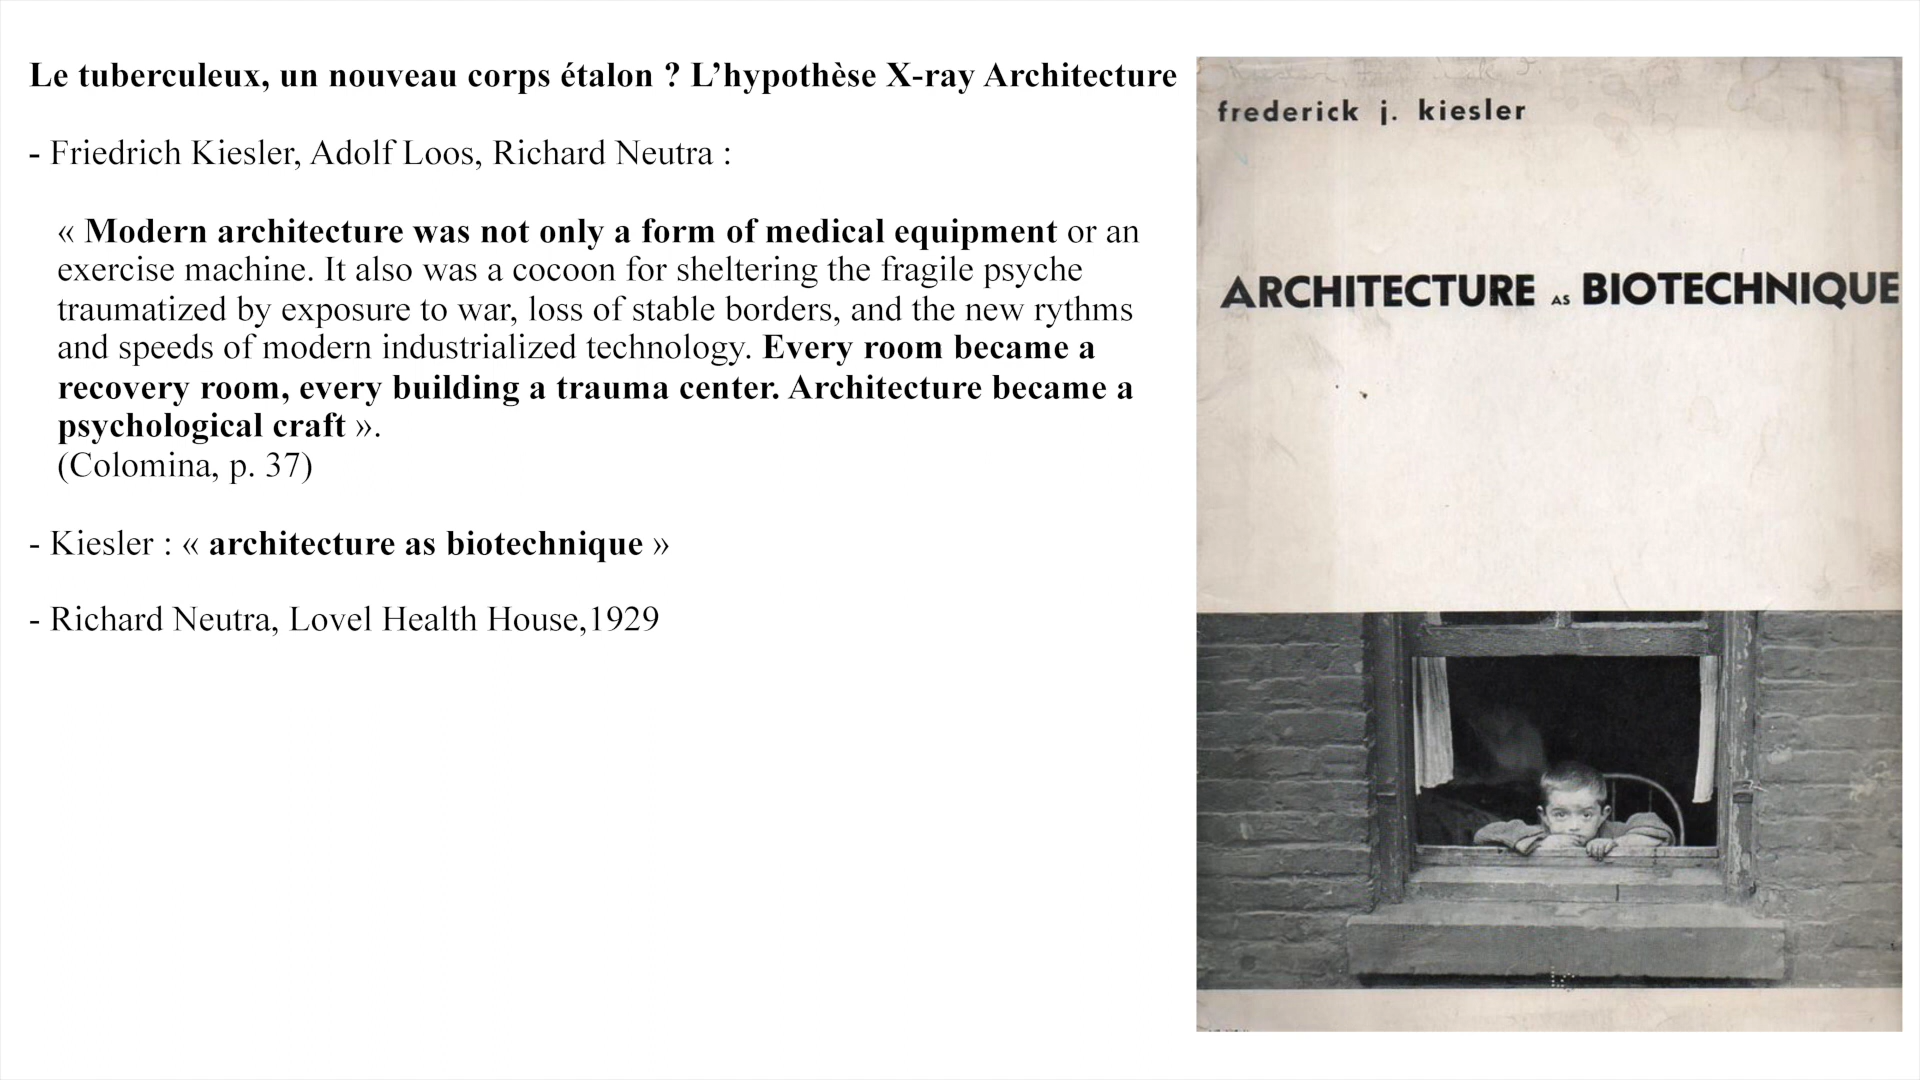 Le tuberculeux, un nouveau corps étalon ? L’hypothèse X-ray Architecture
- Friedrich Kiesler, Adolf Loos, Richard Neutra :
« Modern architecture was not only a form of medical equipment or an
exercise machine. It also was a cocoon for sheltering the fragile psyche
traumatized by exposure to war, loss of stable borders, and the new rythms
and speeds of modern industrialized technology. Every room became a
recovery room, every building a trauma center. Architecture became a
psychological craft ».
(Colomina, p. 37)
- Kiesler : « architecture as biotechnique »
- Richard Neutra, Lovel Health House,1929
frederick j. kiesler
ARCHITECTURE AS BIOTECHNIQUE